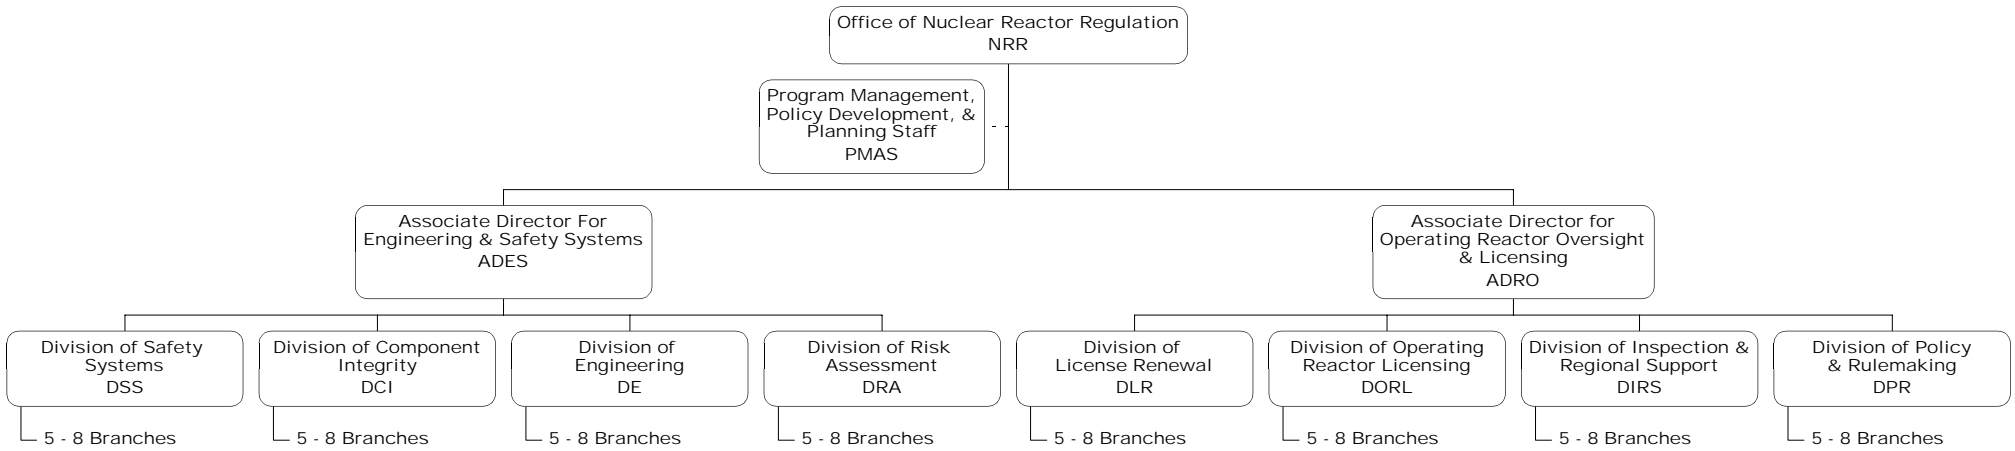 Office of Nuclear Reactor Regulation
NRR
Program Management,
Policy Development, &
Planning Staff
PMAS
Associate Director For
Engineering & Safety Systems
ADES
Associate Director for
Operating Reactor Oversight
& Licensing
ADRO
Division of Safety
Systems
DSS
Division of Component
Integrity
DCI
Division of
Engineering
DE
Division of Risk
Assessment
DRA
Division of
License Renewal
DLR
Division of Operating
Reactor Licensing
DORL
Division of Inspection &
Regional Support
DIRS
Division of Policy
& Rulemaking
DPR
5 - 8 Branches
5 - 8 Branches
5 - 8 Branches
5 - 8 Branches
5 - 8 Branches
5 - 8 Branches
5 - 8 Branches
5 - 8 Branches